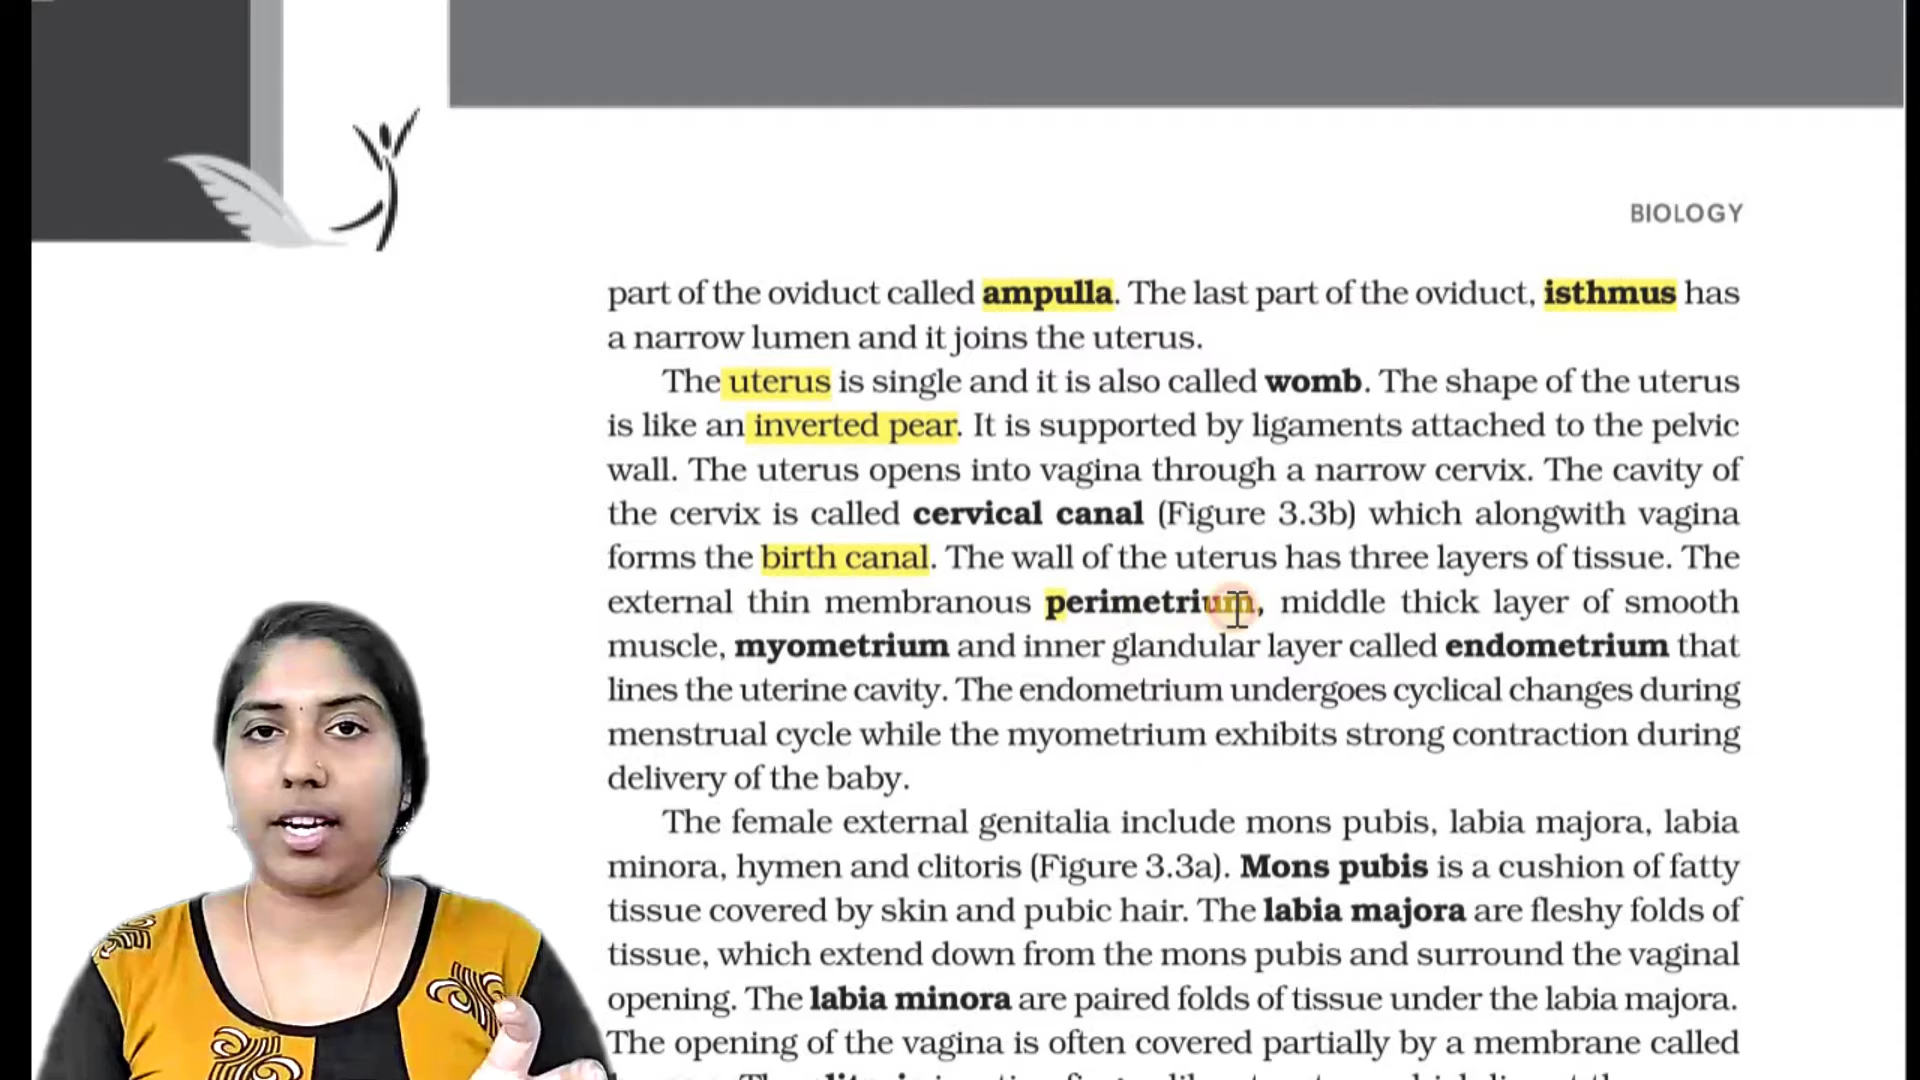 BIOLOGY
part of the oviduct called ampulla. The last part of the oviduct, isthmus has
a narrow lumen and it joins the uterus.
The uterus is single and it is also called womb. The shape of the uterus
is like an inverted pear. It is supported by ligaments attached to the pelvic
wall. The uterus opens into vagina through a narrow cervix. The cavity of
the cervix is called cervical canal (Figure 3.3b) which alongwith vagina
forms the birth canal. The wall of the uterus has three layers of tissue. The
external thin membranous perimetrium, middle thick layer of smooth
muscle, myometrium and inner glandular layer called endometrium that
lines the uterine cavity. The endometrium undergoes cyclical changes during
menstrual cycle while the myometrium exhibits strong contraction during
delivery of the baby.
The female external genitalia include mons pubis, labia majora, labia
minora, hymen and clitoris (Figure 3.3a). Mons pubis is a cushion of fatty
tissue covered by skin and pubic hair. The labia majora are fleshy folds of
tissue, which extend down from the mons pubis and surround the vaginal
opening. The labia minora are paired folds of tissue under the labia majora.
The opening of the vagina is often covered partially by a membrane called